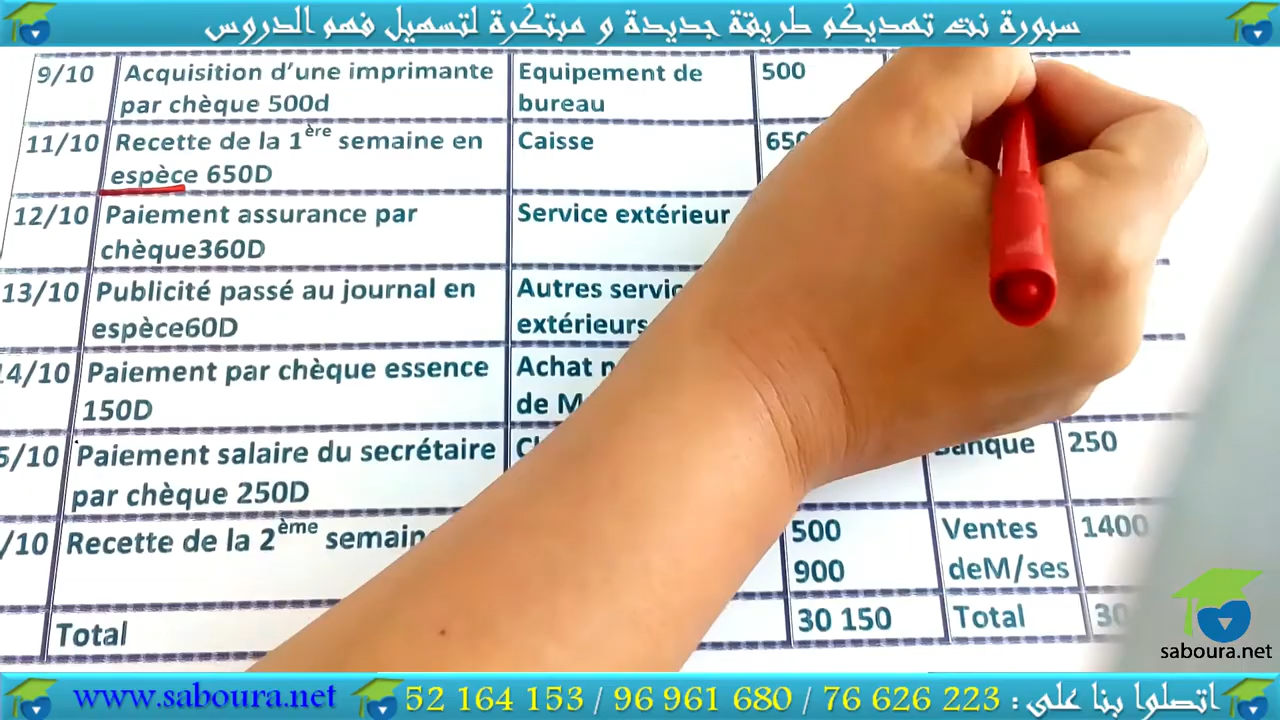 سبورة نت تهديكم طريقة جديدة و مبتكرة لتسهيل فهم الدروس
9/10 Acquisition d’une imprimante Equipement de 500
par chèque 500d bureau
11/10 Recette de la 1ère semaine en Caisse 650
espèce 650D
12/10 Paiement assurance par Service extérieur
chèque360D
13/10 Publicité passé au journal en Autres
espèce60D extérieurs
14/10 Paiement par chèque essence Achat
150D de
/10 Paiement salaire du secrétaire Banque 250
par chèque 250D
/10 Recette de la 2ème 500 Ventes 1400
900 deM/ses
Total 30 150 Total
saboura.net
www.saboura.net 52 164 153 / 96 961 680 / 76 626 223 اتصلوا بنا على :